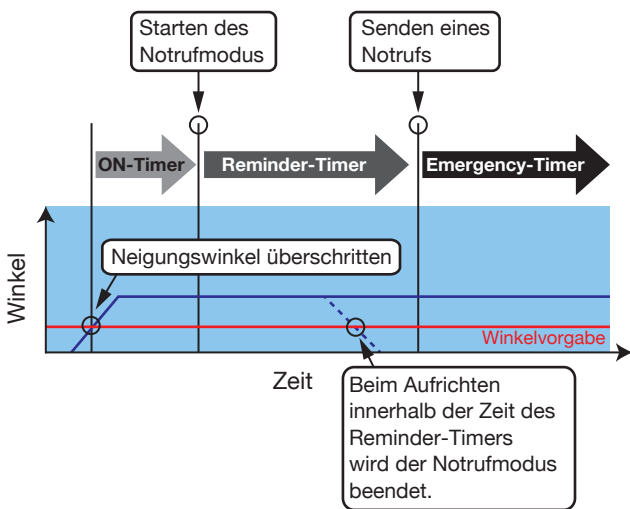 Starten des
Notrufmodus
Senden eines
Notrufs
ON-Timer
Reminder-Timer
Emergency-Timer
Neigungswinkel überschritten
Winkel
Winkelvorgabe
Zeit
Beim Aufrichten
innerhalb der Zeit des
Reminder-Timers
wird der Notrufmodus
beendet.